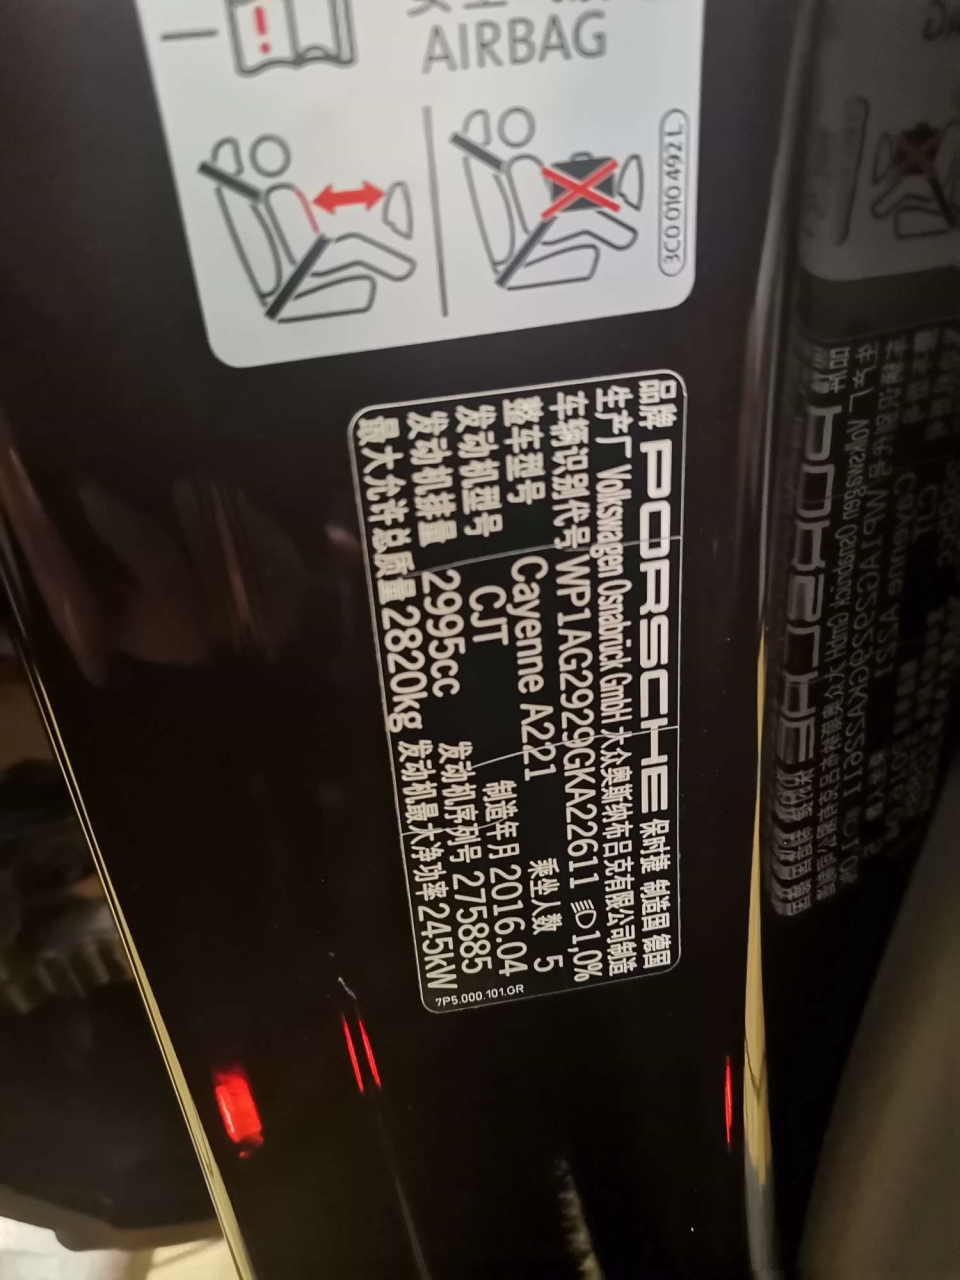 AIRBAG
3C0 010 492 L
品牌 PORSCHE 保时捷 制造国 德国
生产厂 Volkswagen Osnabrück GmbH 大众奥斯纳布吕克有限公司制造
车辆识别代号 WP1AG2929GKA22611 1,0%
整车型号 Cayenne A221 乘坐人数 5
发动机型号 CJT 制造年月 2016.04
发动机排量 2995cc 发动机序列号 275885
最大允许总质量 2820kg 发动机最大净功率 245kW
7P5.000.101.GR